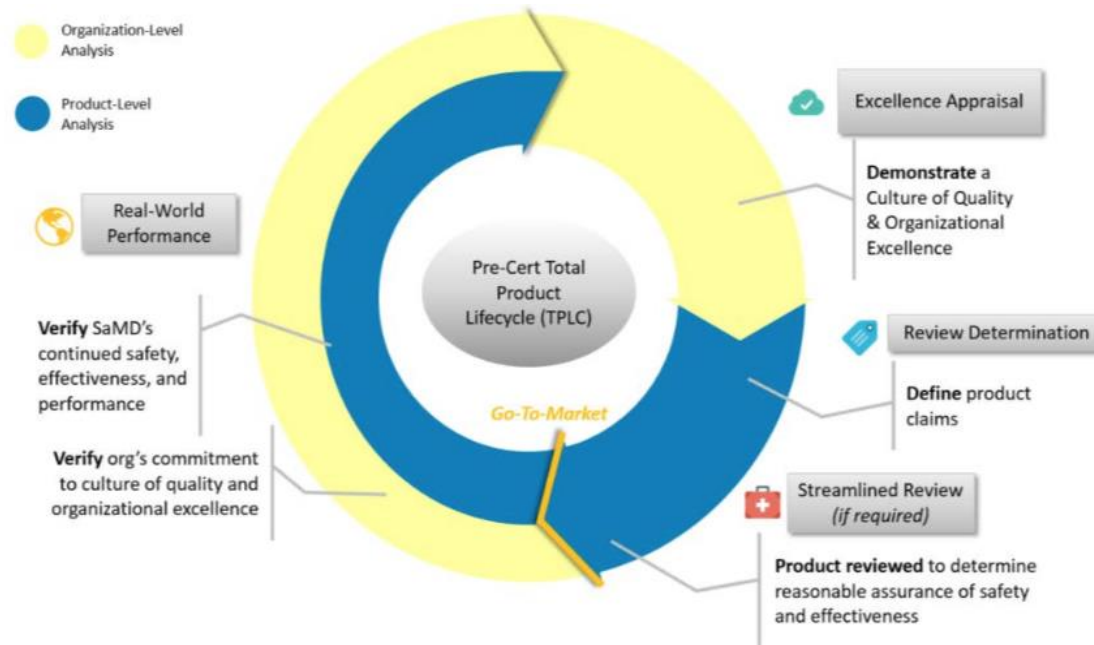 Organization-Level
Analysis
Product-Level
Analysis
Excellence Appraisal
Demonstrate a
Culture of Quality
& Organizational
Excellence
Real-World
Performance
Pre-Cert Total
Product
Lifecycle (TPLC)
Verify SaMD's
continued safety,
effectiveness, and
performance
Review Determination
Define product
claims
Go-To-Market
Verify org's commitment
to culture of quality and
organizational excellence
Streamlined Review
(if required)
Product reviewed to determine
reasonable assurance of safety
and effectiveness